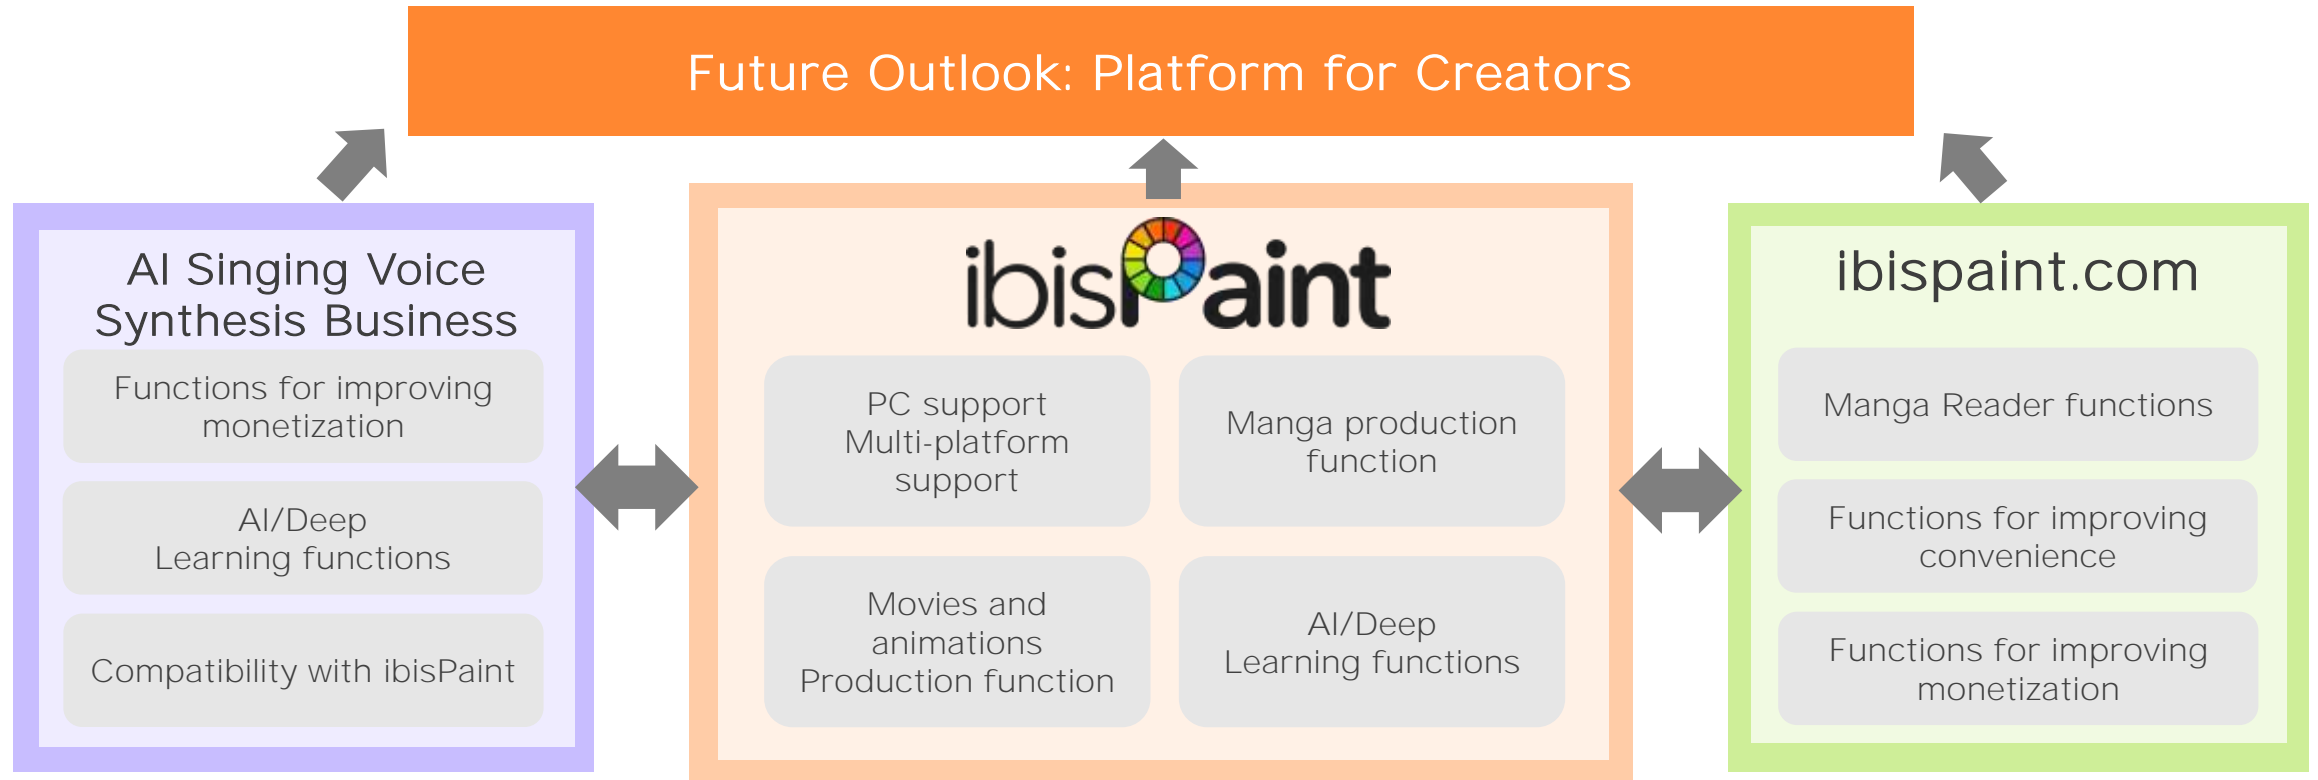 Future Outlook: Platform for Creators
AI Singing Voice
Synthesis Business
Functions for improving
monetization
AI/Deep
Learning functions
Compatibility with ibisPaint
ibisPaint
PC support
Multi-platform
support
Manga production
function
Movies and
animations
Production function
AI/Deep
Learning functions
ibispaint.com
Manga Reader functions
Functions for improving
convenience
Functions for improving
monetization